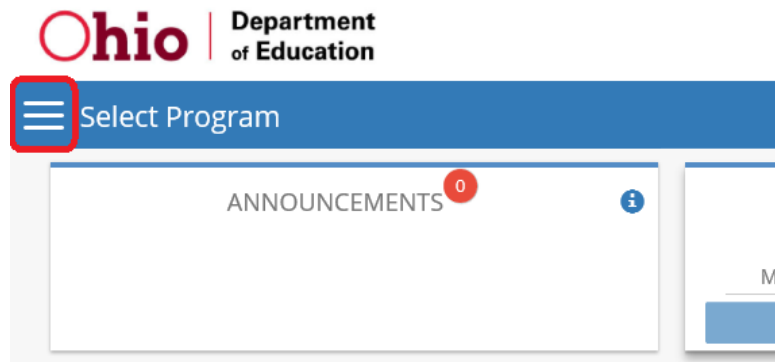 Ohio Department
of Education
Select Program
ANNOUNCEMENTS 0
M